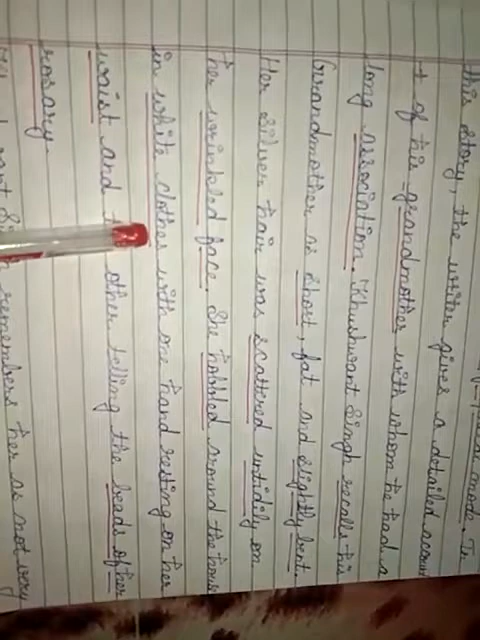 mode. In
this story, the writer gives a detailed accoun
t of his grandmother with whom he had a
long association. Khushwant Singh recalls his
Grandmother as short, fat and slightly bent.
Her silver hair was scattered untidily on
her wrinkled face. She hobbled around the house
in white clothes with one hand resting on her
waist and t other telling the beads of her
rosary.
remembers her as not very